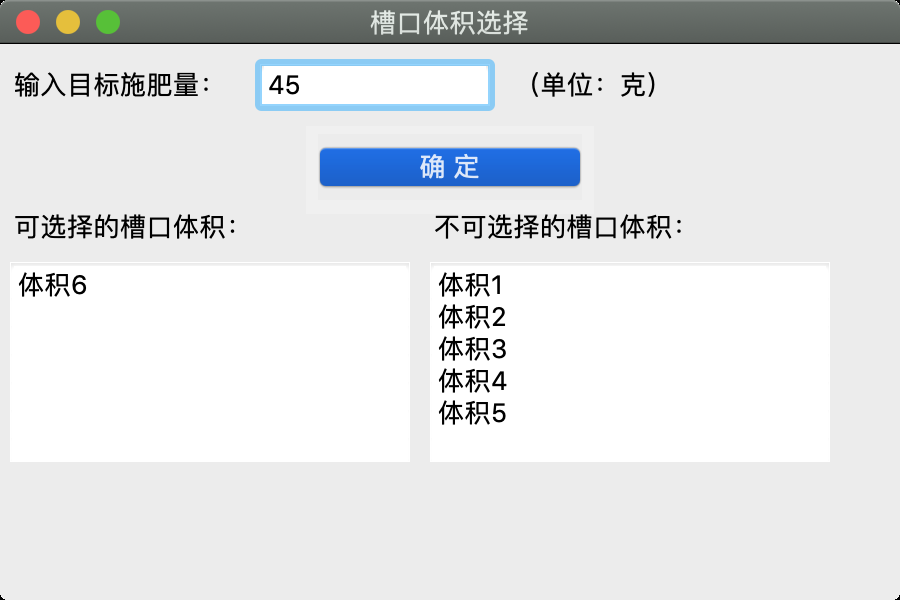 槽口体积选择
输入目标施肥量： 45 （单位：克）
确 定
可选择的槽口体积： 不可选择的槽口体积：
体积6 体积1
体积2
体积3
体积4
体积5